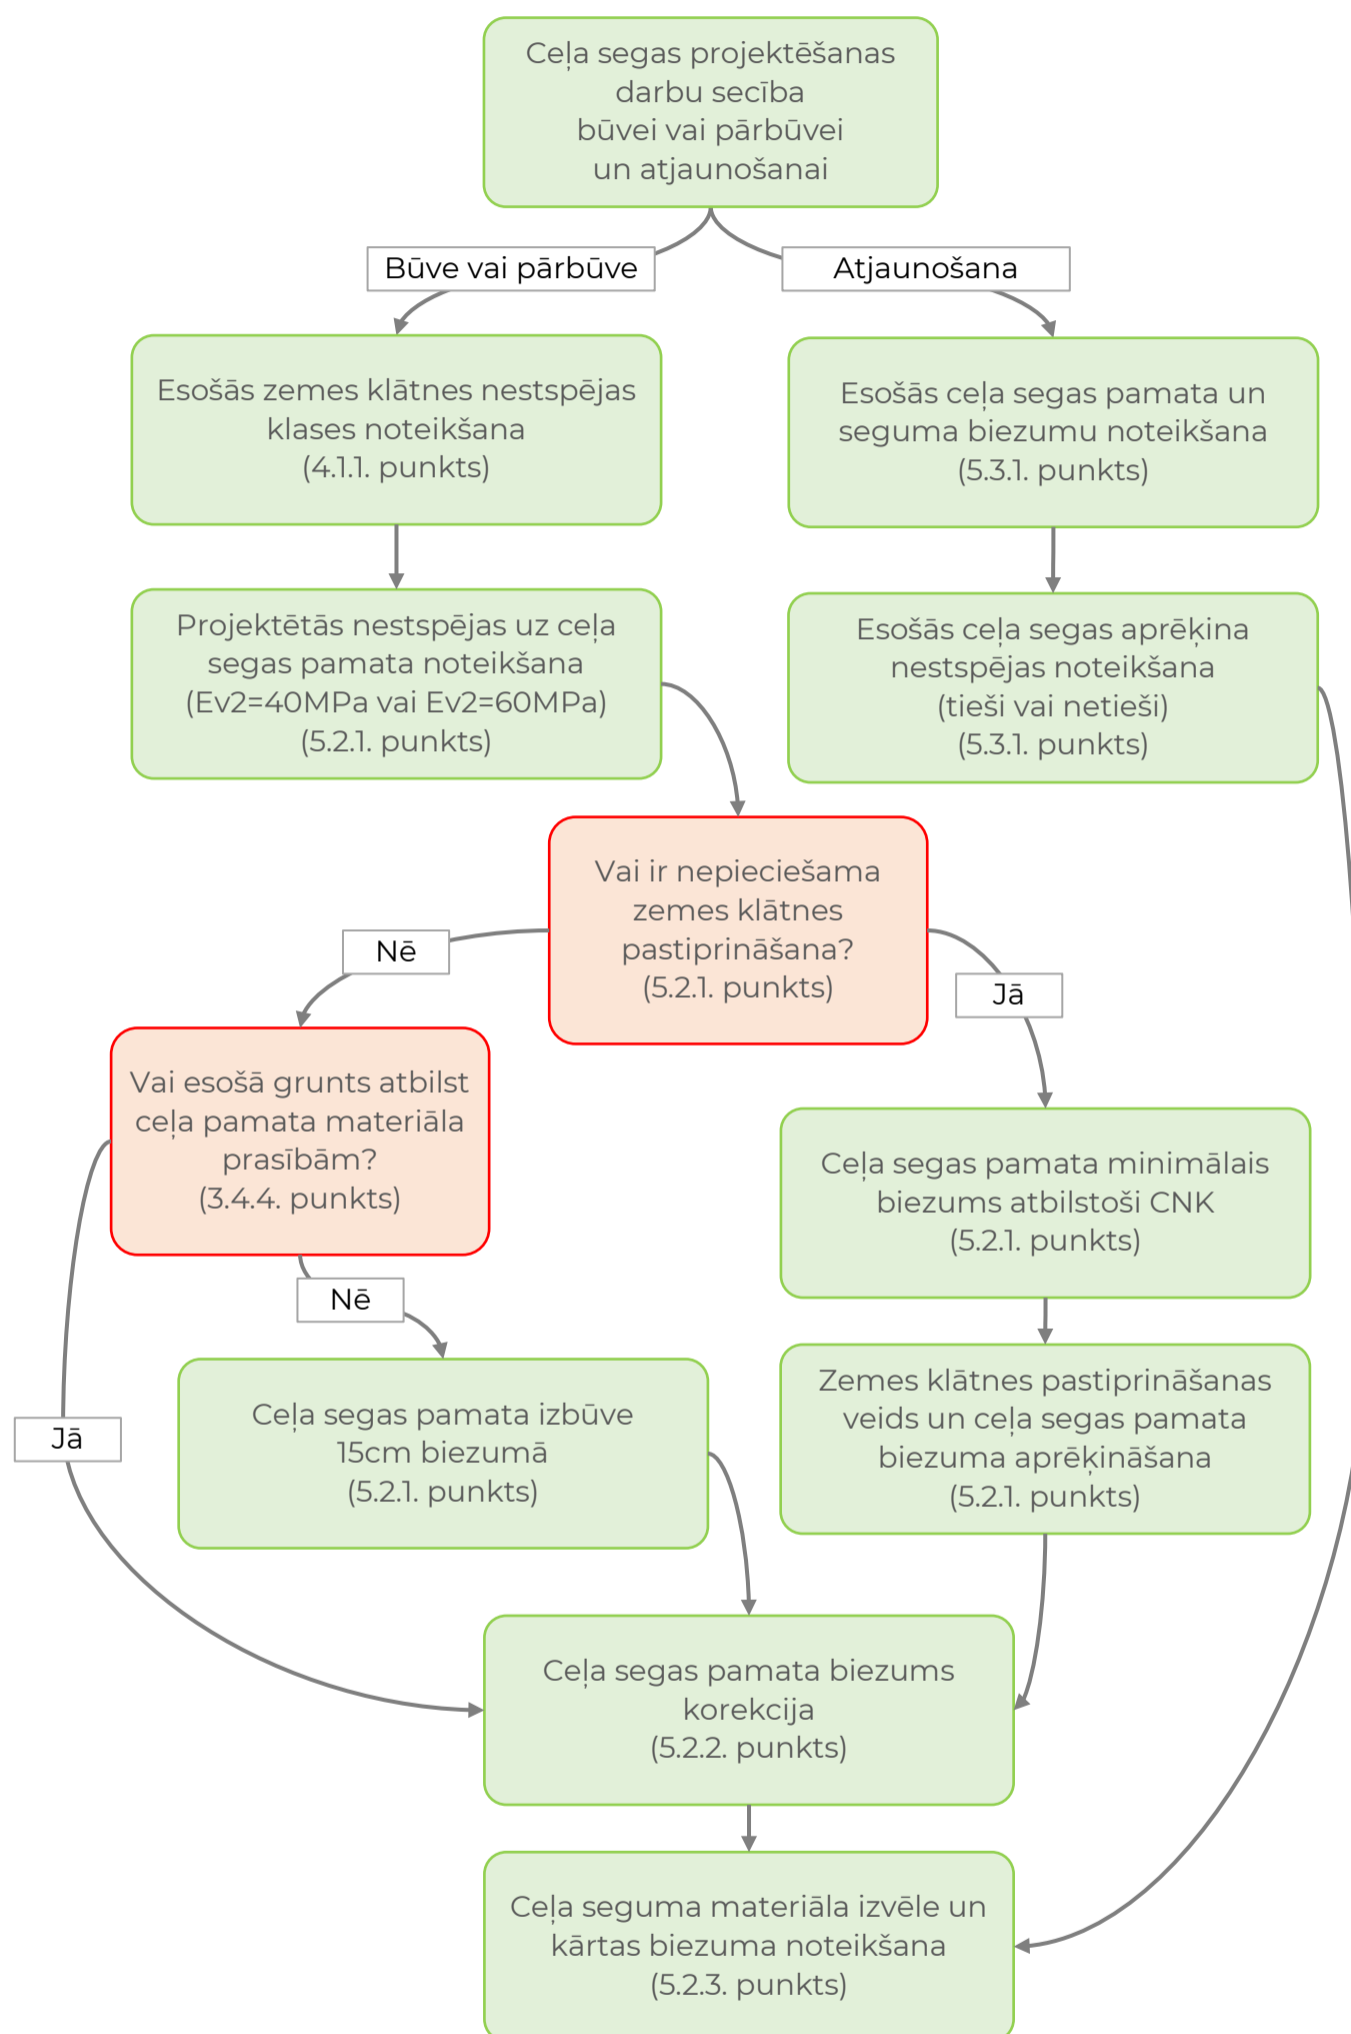 Ceļa segas projektēšanas
darbu secība
būvei vai pārbūvei
un atjaunošanai
Būve vai pārbūve
Atjaunošana
Esošās zemes klātnes nestspējas
klases noteikšana
(4.1.1. punkts)
Esošās ceļa segas pamata un
seguma biezumu noteikšana
(5.3.1. punkts)
Projektētās nestspējas uz ceļa
segas pamata noteikšana
(Ev2=40MPa vai Ev2=60MPa)
(5.2.1. punkts)
Esošās ceļa segas aprēķina
nestspējas noteikšana
(tieši vai netieši)
(5.3.1. punkts)
Vai ir nepieciešama
zemes klātnes
pastiprināšana?
(5.2.1. punkts)
Nē
Jā
Vai esošā grunts atbilst
ceļa pamata materiāla
prasībām?
(3.4.4. punkts)
Ceļa segas pamata minimālais
biezums atbilstoši CNK
(5.2.1. punkts)
Nē
Jā
Ceļa segas pamata izbūve
15cm biezumā
(5.2.1. punkts)
Zemes klātnes pastiprināšanas
veids un ceļa segas pamata
biezuma aprēķināšana
(5.2.1. punkts)
Ceļa segas pamata biezums
korekcija
(5.2.2. punkts)
Ceļa seguma materiāla izvēle un
kārtas biezuma noteikšana
(5.2.3. punkts)